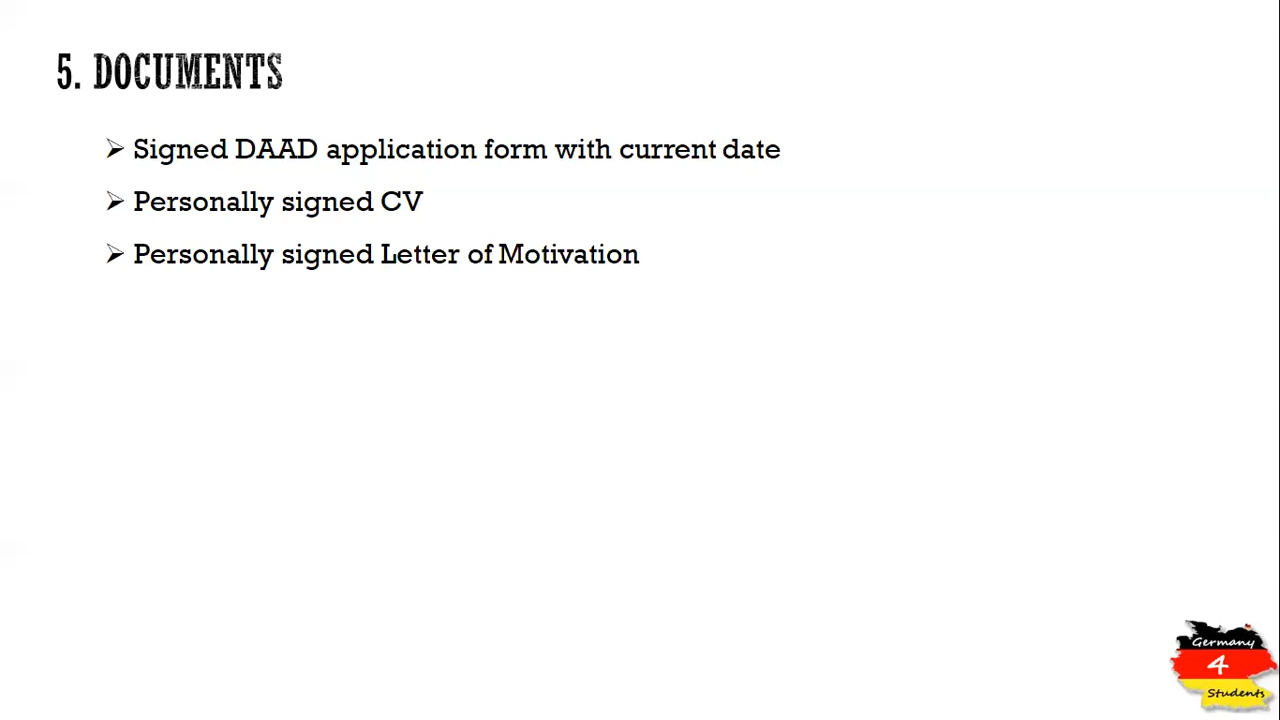 5. DOCUMENTS
➢ Signed DAAD application form with current date
➢ Personally signed CV
➢ Personally signed Letter of Motivation
Germany
4
Students